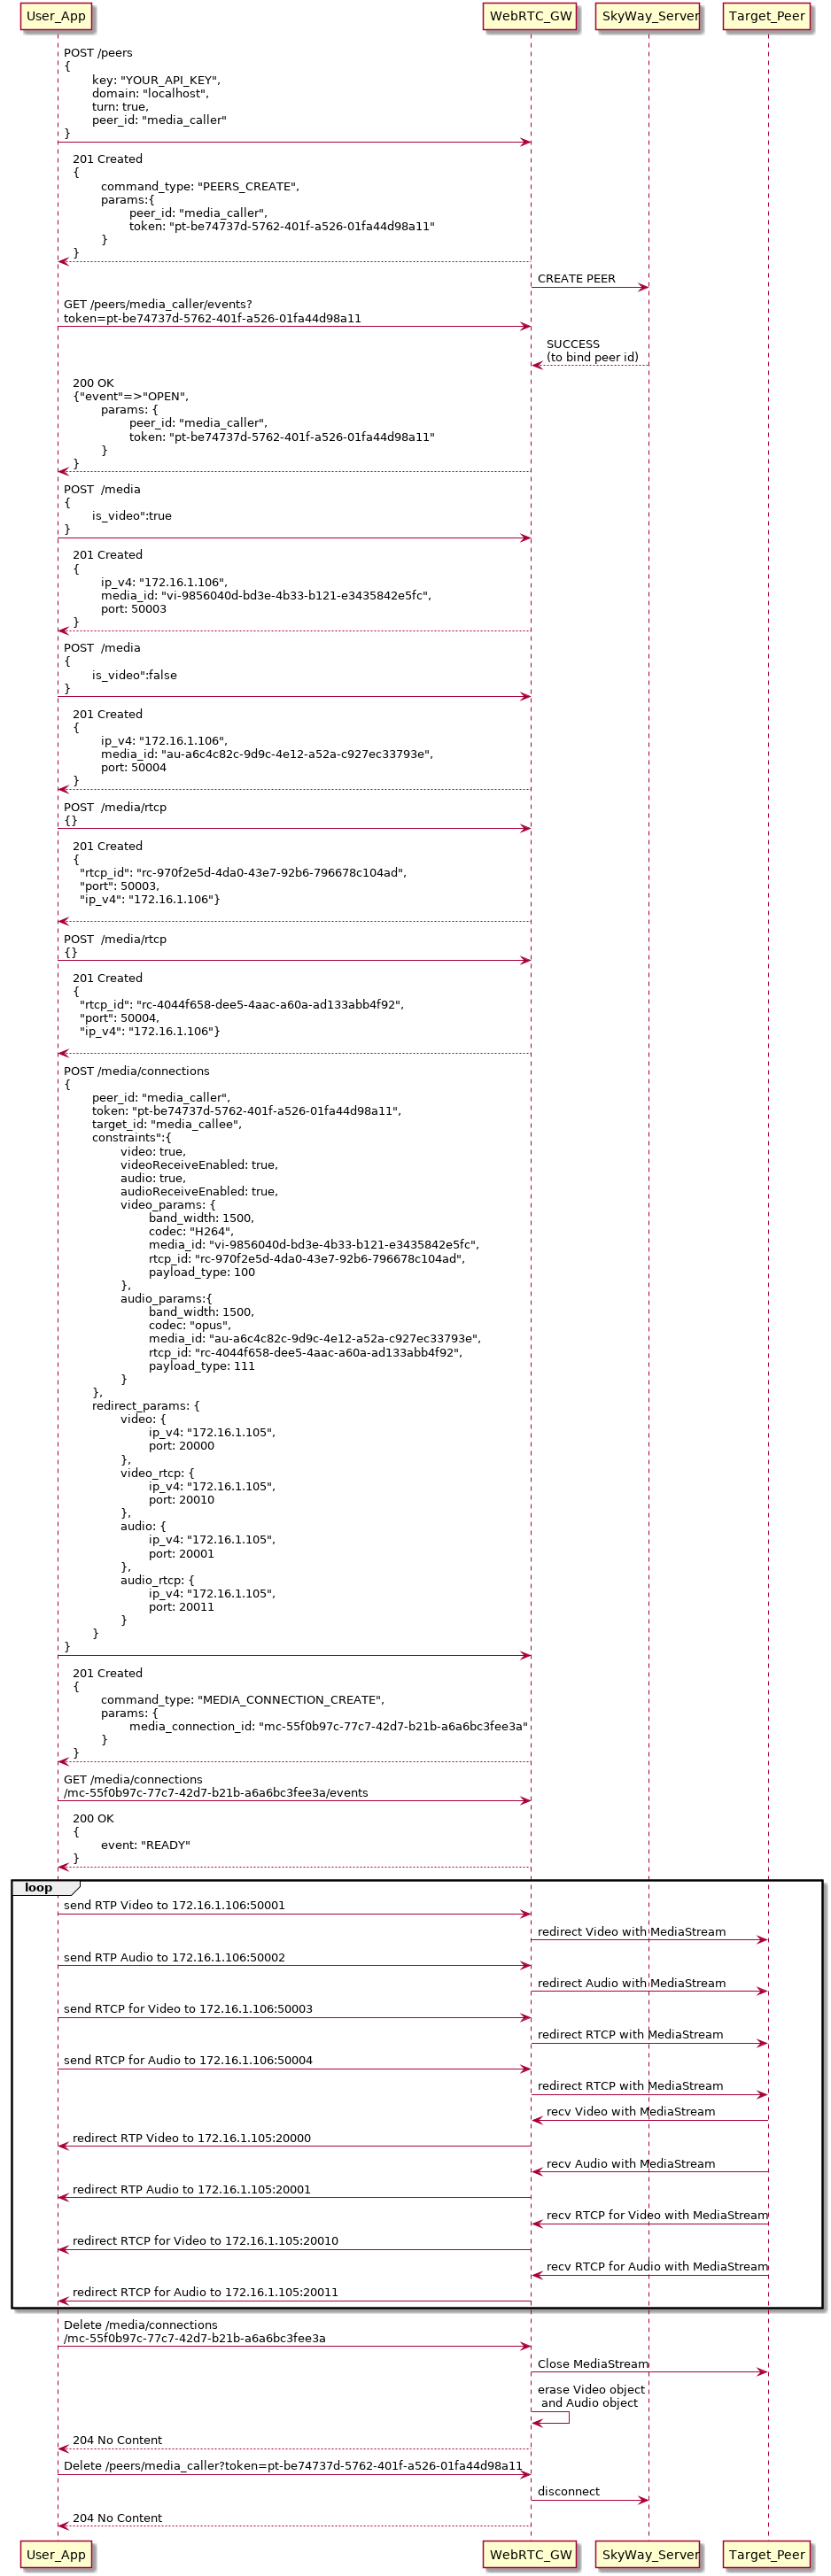 User_App
WebRTC_GW
SkyWay_Server
Target_Peer
POST /peers
{
key: "YOUR_API_KEY",
domain: "localhost",
turn: true,
peer_id: "media_caller"
}
201 Created
{
command_type: "PEERS_CREATE",
params:{
peer_id: "media_caller",
token: "pt-be74737d-5762-401f-a526-01fa44d98a11"
}
}
CREATE PEER
GET /peers/media_caller/events?
token=pt-be74737d-5762-401f-a526-01fa44d98a11
SUCCESS
(to bind peer id)
200 OK
{"event"=>"OPEN",
params: {
peer_id: "media_caller",
token: "pt-be74737d-5762-401f-a526-01fa44d98a11"
}
}
POST  /media
{
is_video":true
}
201 Created
{
ip_v4: "172.16.1.106",
media_id: "vi-9856040d-bd3e-4b33-b121-e3435842e5fc",
port: 50003
}
POST  /media
{
is_video":false
}
201 Created
{
ip_v4: "172.16.1.106",
media_id: "au-a6c4c82c-9d9c-4e12-a52a-c927ec33793e",
port: 50004
}
POST  /media/rtcp
{}
201 Created
{
"rtcp_id": "rc-970f2e5d-4da0-43e7-92b6-796678c104ad",
"port": 50003,
"ip_v4": "172.16.1.106"}
POST  /media/rtcp
{}
201 Created
{
"rtcp_id": "rc-4044f658-dee5-4aac-a60a-ad133abb4f92",
"port": 50004,
"ip_v4": "172.16.1.106"}
POST /media/connections
{
peer_id: "media_caller",
token: "pt-be74737d-5762-401f-a526-01fa44d98a11",
target_id: "media_callee",
constraints":{
video: true,
videoReceiveEnabled: true,
audio: true,
audioReceiveEnabled: true,
video_params: {
band_width: 1500,
codec: "H264",
media_id: "vi-9856040d-bd3e-4b33-b121-e3435842e5fc",
rtcp_id: "rc-970f2e5d-4da0-43e7-92b6-796678c104ad",
payload_type: 100
},
audio_params:{
band_width: 1500,
codec: "opus",
media_id: "au-a6c4c82c-9d9c-4e12-a52a-c927ec33793e",
rtcp_id: "rc-4044f658-dee5-4aac-a60a-ad133abb4f92",
payload_type: 111
}
},
redirect_params: {
video: {
ip_v4: "172.16.1.105",
port: 20000
},
video_rtcp: {
ip_v4: "172.16.1.105",
port: 20010
},
audio: {
ip_v4: "172.16.1.105",
port: 20001
},
audio_rtcp: {
ip_v4: "172.16.1.105",
port: 20011
}
}
}
201 Created
{
command_type: "MEDIA_CONNECTION_CREATE",
params: {
media_connection_id: "mc-55f0b97c-77c7-42d7-b21b-a6a6bc3fee3a"
}
}
GET /media/connections
/mc-55f0b97c-77c7-42d7-b21b-a6a6bc3fee3a/events
200 OK
{
event: "READY"
}
loop
send RTP Video to 172.16.1.106:50001
redirect Video with MediaStream
send RTP Audio to 172.16.1.106:50002
redirect Audio with MediaStream
send RTCP for Video to 172.16.1.106:50003
redirect RTCP with MediaStream
send RTCP for Audio to 172.16.1.106:50004
redirect RTCP with MediaStream
recv Video with MediaStream
redirect RTP Video to 172.16.1.105:20000
recv Audio with MediaStream
redirect RTP Audio to 172.16.1.105:20001
recv RTCP for Video with MediaStream
redirect RTCP for Video to 172.16.1.105:20010
recv RTCP for Audio with MediaStream
redirect RTCP for Audio to 172.16.1.105:20011
Delete /media/connections
/mc-55f0b97c-77c7-42d7-b21b-a6a6bc3fee3a
Close MediaStream
erase Video object
and Audio object
204 No Content
Delete /peers/media_caller?token=pt-be74737d-5762-401f-a526-01fa44d98a11
disconnect
204 No Content
User_App
WebRTC_GW
SkyWay_Server
Target_Peer